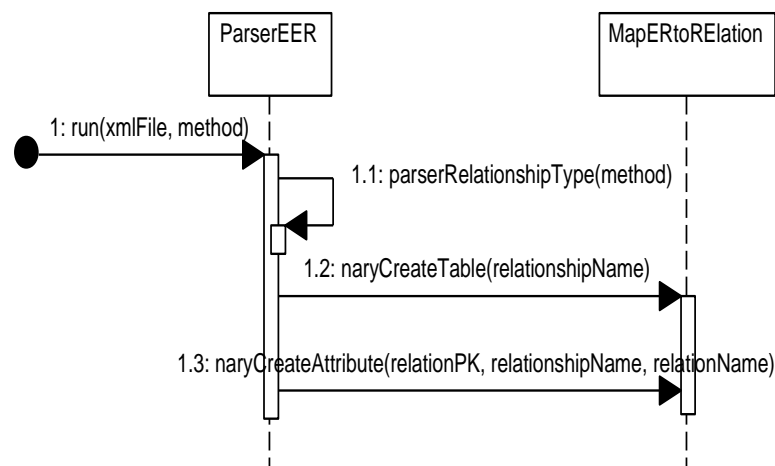 ParserEER
MapERtoRElation
1: run(xmlFile, method)
1.1: parserRelationshipType(method)
1.2: naryCreateTable(relationshipName)
1.3: naryCreateAttribute(relationPK, relationshipName, relationName)